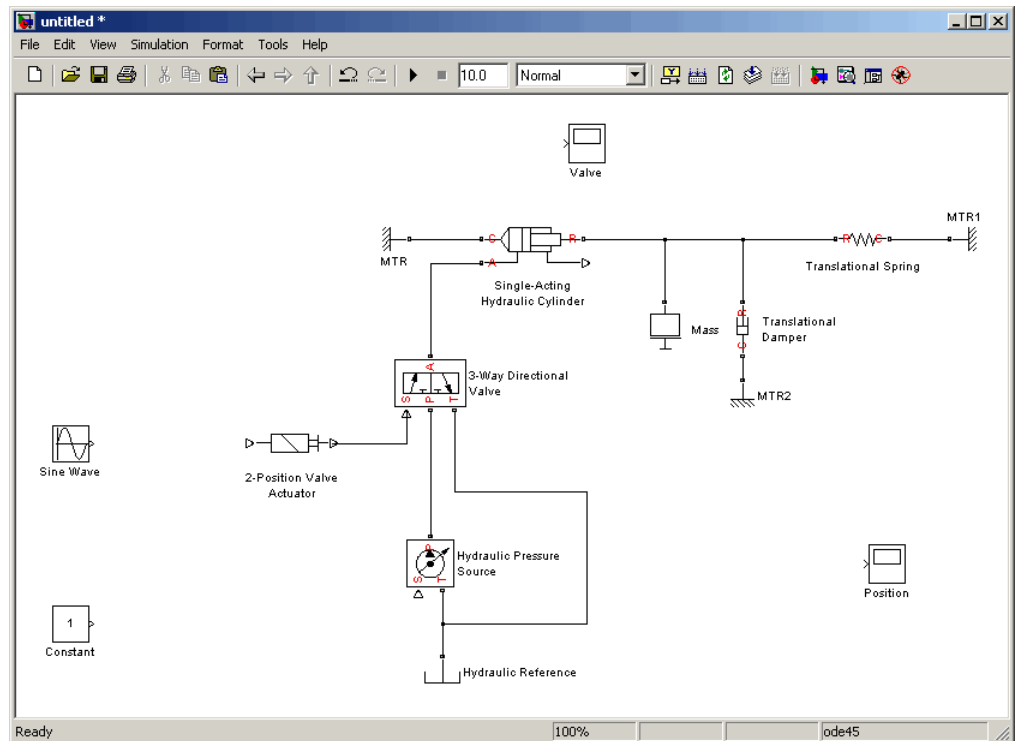 untitled *
File Edit View Simulation Format Tools Help
10.0 Normal
Valve
MTR1
C R R C
MTR
A
Translational Spring
Single-Acting
Hydraulic Cylinder
R
Mass
Translational
Damper
C
A
3-Way Directional
Valve
S P T
MTR2
Sine Wave
2-Position Valve
Actuator
P
Hydraulic Pressure
Source
S T
Position
1
Constant
Hydraulic Reference
Ready 100% ode45